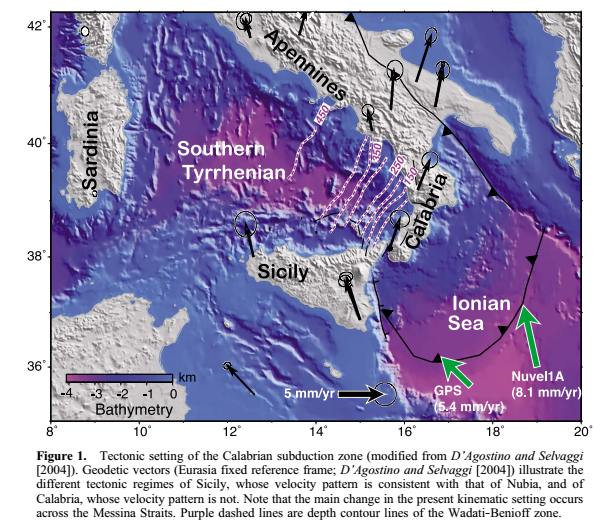 42˚
40˚
38˚
36˚
8˚
10˚
12˚
14˚
16˚
18˚
20˚
Apennines
Sardinia
Southern
Tyrrhenian
450
350
250
150
Calabria
Sicily
Ionian
Sea
km
-4 -3 -2 -1 0
Bathymetry
5 mm/yr
GPS
(5.4 mm/yr)
Nuvel1A
(8.1 mm/yr)
Figure 1. Tectonic setting of the Calabrian subduction zone (modified from D'Agostino and Selvaggi
[2004]). Geodetic vectors (Eurasia fixed reference frame; D'Agostino and Selvaggi [2004]) illustrate the
different tectonic regimes of Sicily, whose velocity pattern is consistent with that of Nubia, and of
Calabria, whose velocity pattern is not. Note that the main change in the present kinematic setting occurs
across the Messina Straits. Purple dashed lines are depth contour lines of the Wadati-Benioff zone.